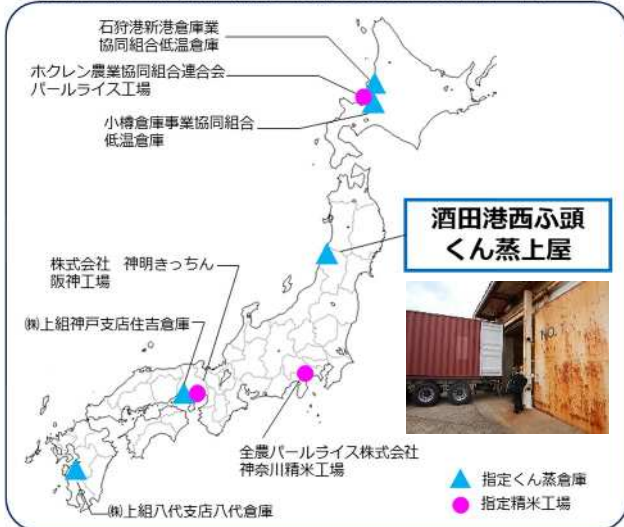 石狩港新港倉庫業
協同組合低温倉庫
ホクレン農業協同組合連合会
パールライス工場
小樽倉庫事業協同組合
低温倉庫
酒田港西ふ頭
くん蒸上屋
株式会社　神明きっちん
阪神工場
㈱上組神戸支店住吉倉庫
NO.
全農パールライス株式会社
神奈川精米工場
㈱上組八代支店八代倉庫
指定くん蒸倉庫
指定精米工場